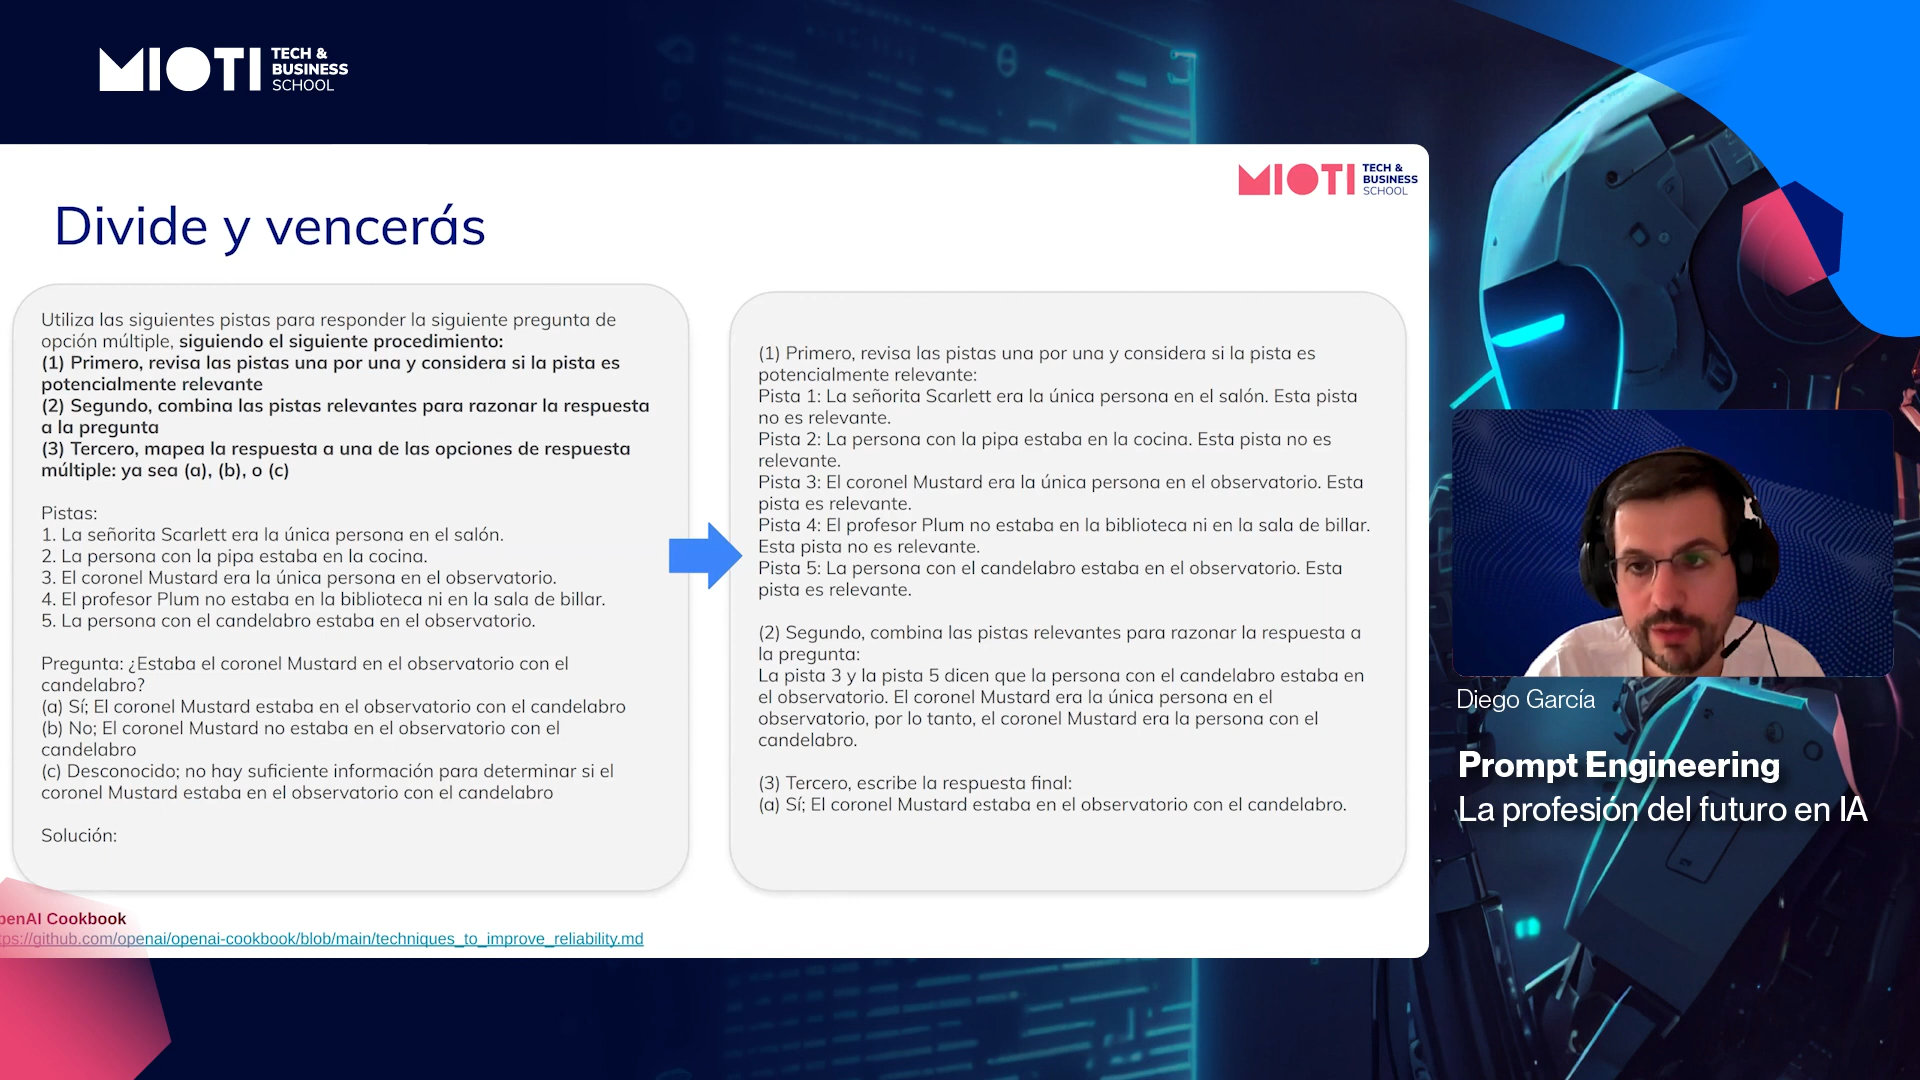 MIOTI TECH &
BUSINESS
SCHOOL
MIOTI TECH &
BUSINESS
SCHOOL
Divide y vencerás
Utiliza las siguientes pistas para responder la siguiente pregunta de
opción múltiple, siguiendo el siguiente procedimiento:
(1) Primero, revisa las pistas una por una y considera si la pista es
potencialmente relevante
(2) Segundo, combina las pistas relevantes para razonar la respuesta
a la pregunta
(3) Tercero, mapea la respuesta a una de las opciones de respuesta
múltiple: ya sea (a), (b), o (c)
Pistas:
1. La señorita Scarlett era la única persona en el salón.
2. La persona con la pipa estaba en la cocina.
3. El coronel Mustard era la única persona en el observatorio.
4. El profesor Plum no estaba en la biblioteca ni en la sala de billar.
5. La persona con el candelabro estaba en el observatorio.
Pregunta: ¿Estaba el coronel Mustard en el observatorio con el
candelabro?
(a) Sí; El coronel Mustard estaba en el observatorio con el candelabro
(b) No; El coronel Mustard no estaba en el observatorio con el
candelabro
(c) Desconocido; no hay suficiente información para determinar si el
coronel Mustard estaba en el observatorio con el candelabro
Solución:
(1) Primero, revisa las pistas una por una y considera si la pista es
potencialmente relevante:
Pista 1: La señorita Scarlett era la única persona en el salón. Esta pista
no es relevante.
Pista 2: La persona con la pipa estaba en la cocina. Esta pista no es
relevante.
Pista 3: El coronel Mustard era la única persona en el observatorio. Esta
pista es relevante.
Pista 4: El profesor Plum no estaba en la biblioteca ni en la sala de billar.
Esta pista no es relevante.
Pista 5: La persona con el candelabro estaba en el observatorio. Esta
pista es relevante.
(2) Segundo, combina las pistas relevantes para razonar la respuesta a
la pregunta:
La pista 3 y la pista 5 dicen que la persona con el candelabro estaba en
el observatorio. El coronel Mustard era la única persona en el
observatorio, por lo tanto, el coronel Mustard era la persona con el
candelabro.
(3) Tercero, escribe la respuesta final:
(a) Sí; El coronel Mustard estaba en el observatorio con el candelabro.
penAI Cookbook
ps://github.com/openai/openai-cookbook/blob/main/techniques_to_improve_reliability.md
Diego García
Prompt Engineering
La profesión del futuro en IA